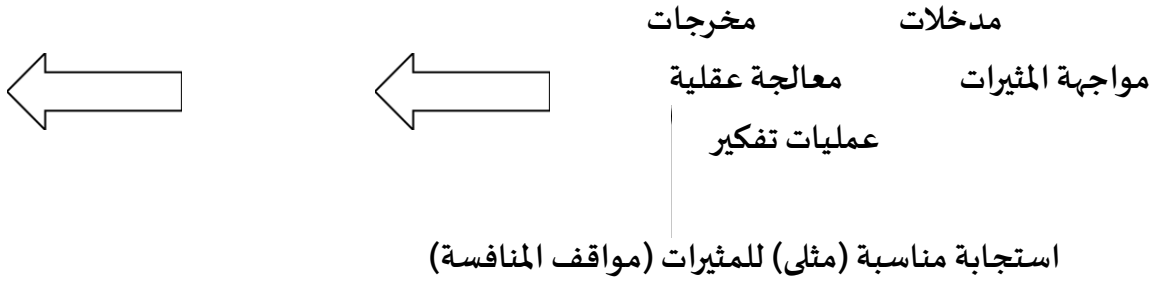 مدخلات مخرجات
مواجهة المثيرات معالجة عقلية
عمليات تفكير
استجابة مناسبة (مثلى) للمثيرات (مواقف المنافسة)